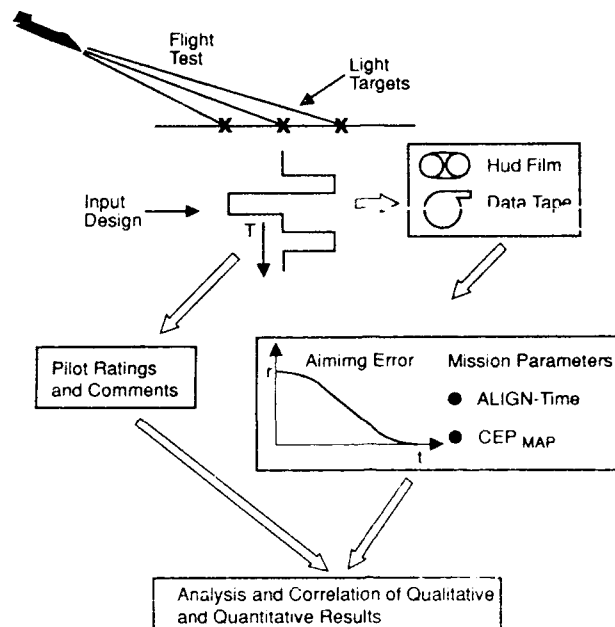 Flight
Test
Light
Targets
Input
Design
T
Hud Film
Data Tape
Pilot Ratings
and Comments
Aimimg Error
Mission Parameters
r
t
ALIGN-Time
CEP MAP
Analysis and Correlation of Qualitative
and Quantitative Results